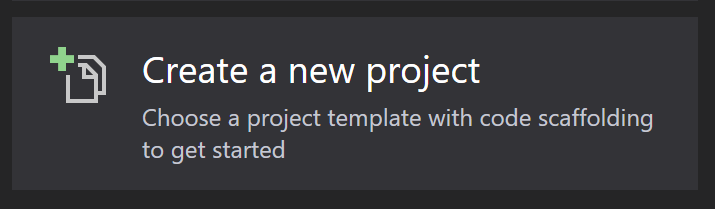 Create a new project
Choose a project template with code scaffolding
to get started